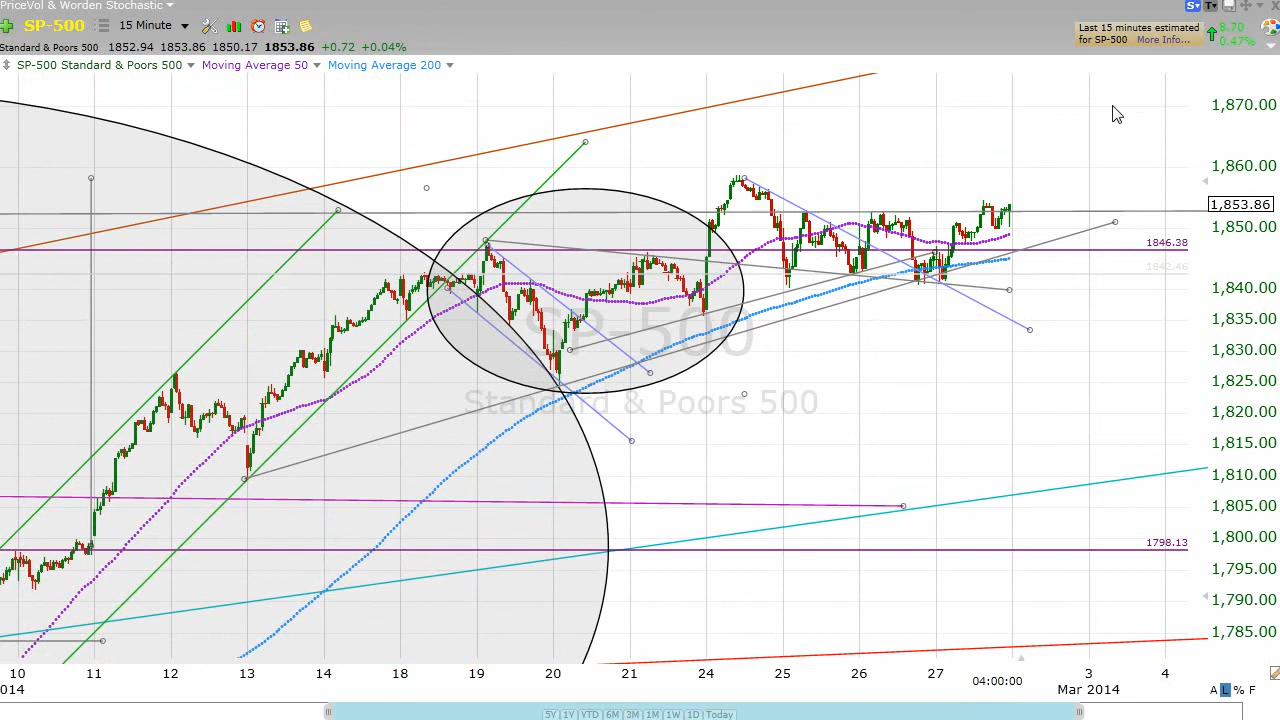 PriceVol & Worden Stochastic
S T
SP-500 15 Minute
Last 15 minutes estimated
for SP-500 More Info...
8.70
0.47%
Standard & Poors 500 1852.94 1853.86 1850.17 1853.86 +0.72 +0.04%
SP-500 Standard & Poors 500 Moving Average 50 Moving Average 200
1,870.00
1,860.00
1,853.86
1,850.00
1846.38
1842.46
1,840.00
1,835.00
1,830.00
1,825.00
1,820.00
1,815.00
1,810.00
1,805.00
1,800.00
1798.13
1,795.00
1,790.00
1,785.00
SP-500
Standard & Poors 500
10 11 12 13 14 18 19 20 21 24 25 26 27 3 4
04:00:00
014 Mar 2014
A L % F
5Y 1Y YTD 6M 3M 1M 1W 1D Today